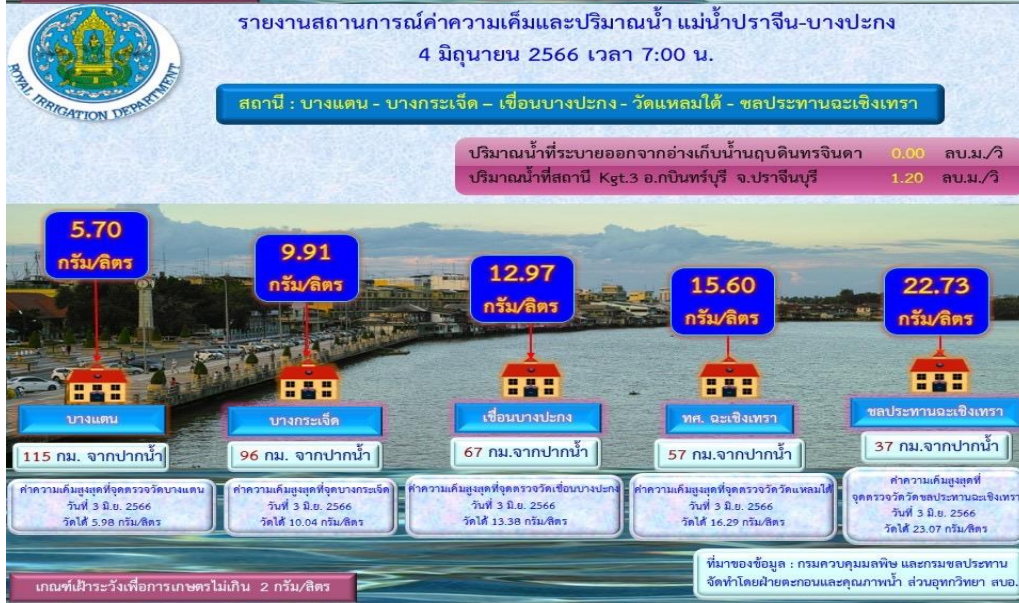 รายงานสถานการณ์ค่าความเค็มและปริมาณน้ำ แม่น้ำปราจีน-บางปะกง
4 มิถุนายน 2566 เวลา 7:00 น.
ROYAL IRRIGATION DEPARTMENT
สถานี : บางแตน - บางกระเจ็ด – เขื่อนบางปะกง - วัดแหลมใต้ - ชลประทานฉะเชิงเทรา
ปริมาณน้ำที่ระบายออกจากอ่างเก็บน้ำนฤบดินทรจินดา 0.00 ลบ.ม./วิ
ปริมาณน้ำที่สถานี Kgt.3 อ.กบินทร์บุรี จ.ปราจีนบุรี 1.20 ลบ.ม./วิ
5.70
กรัม/ลิตร
9.91
กรัม/ลิตร
12.97
กรัม/ลิตร
15.60
กรัม/ลิตร
22.73
กรัม/ลิตร
บางแตน
บางกระเจ็ด
เขื่อนบางปะกง
ทศ. ฉะเชิงเทรา
ชลประทานฉะเชิงเทรา
115 กม. จากปากน้ำ
96 กม. จากปากน้ำ
67 กม.จากปากน้ำ
57 กม.จากปากน้ำ
37 กม.จากปากน้ำ
ค่าความเค็มสูงสุดที่จุดตรวจวัดบางแตน
วันที่ 3 มิ.ย. 2566
วัดได้ 5.98 กรัม/ลิตร
ค่าความเค็มสูงสุดที่จุดบางกระเจ็ด
วันที่ 3 มิ.ย. 2566
วัดได้ 10.04 กรัม/ลิตร
ค่าความเค็มสูงสุดที่จุดตรวจวัดเขื่อนบางปะกง
วันที่ 3 มิ.ย. 2566
วัดได้ 13.38 กรัม/ลิตร
ค่าความเค็มสูงสุดที่จุดตรวจวัดวัดแหลมใต้
วันที่ 3 มิ.ย. 2566
วัดได้ 16.29 กรัม/ลิตร
ค่าความเค็มสูงสุดที่
จุดตรวจวัดวัดชลประทานฉะเชิงเทรา
วันที่ 3 มิ.ย. 2566
วัดได้ 23.07 กรัม/ลิตร
เกณฑ์เฝ้าระวังเพื่อการเกษตรไม่เกิน 2 กรัม/ลิตร
ที่มาของข้อมูล : กรมควบคุมมลพิษ และกรมชลประทาน
จัดทำโดยฝ่ายตะกอนและคุณภาพน้ำ ส่วนอุทกวิทยา สบอ.